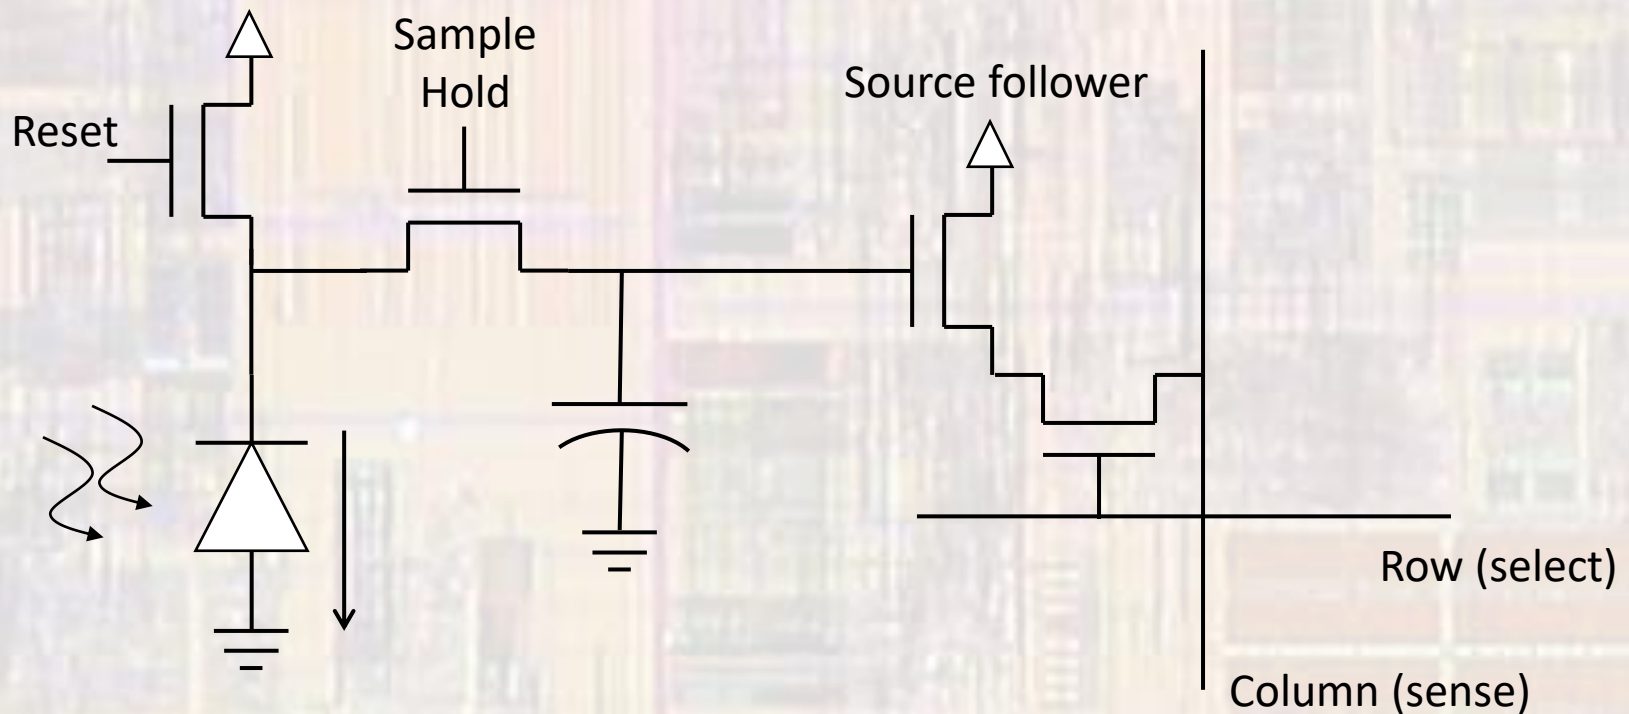 Sample
Hold
Source follower
Reset
Row (select)
Column (sense)